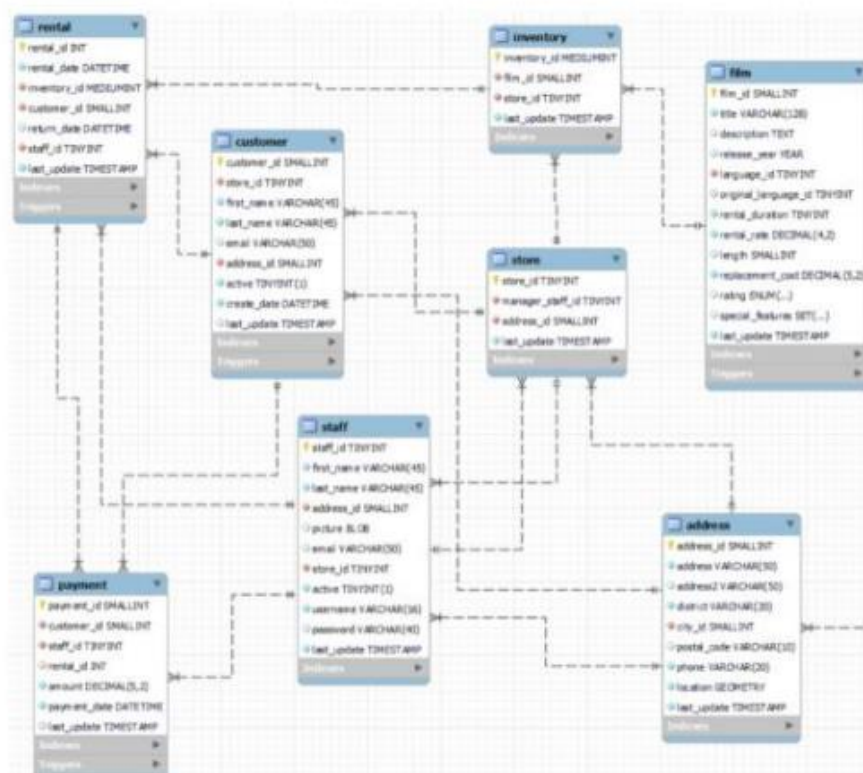 rental
rental_id INT
rental_date DATETIME
inventory_id MEDIUMINT
customer_id SMALLINT
return_date DATETIME
staff_id TINYINT
last_update TIMESTAMP
Indexes
Triggers
customer
customer_id SMALLINT
store_id TINYINT
first_name VARCHAR(45)
last_name VARCHAR(45)
email VARCHAR(50)
address_id SMALLINT
active TINYINT(1)
create_date DATETIME
last_update TIMESTAMP
Indexes
Triggers
inventory
inventory_id MEDIUMINT
film_id SMALLINT
store_id TINYINT
last_update TIMESTAMP
Indexes
film
film_id SMALLINT
title VARCHAR(128)
description TEXT
release_year YEAR
language_id TINYINT
original_language_id TINYINT
rental_duration TINYINT
rental_rate DECIMAL(4,2)
length SMALLINT
replacement_cost DECIMAL(5,2)
rating ENUM(...)
special_features SET(...)
last_update TIMESTAMP
Indexes
Triggers
store
store_id TINYINT
manager_staff_id TINYINT
address_id SMALLINT
last_update TIMESTAMP
Indexes
staff
staff_id TINYINT
first_name VARCHAR(45)
last_name VARCHAR(45)
address_id SMALLINT
picture BLOB
email VARCHAR(50)
store_id TINYINT
active TINYINT(1)
username VARCHAR(16)
password VARCHAR(40)
last_update TIMESTAMP
Indexes
address
address_id SMALLINT
address VARCHAR(50)
address2 VARCHAR(50)
district VARCHAR(20)
city_id SMALLINT
postal_code VARCHAR(10)
phone VARCHAR(20)
location GEOMETRY
last_update TIMESTAMP
Indexes
payment
payment_id SMALLINT
customer_id SMALLINT
staff_id TINYINT
rental_id INT
amount DECIMAL(5,2)
payment_date DATETIME
last_update TIMESTAMP
Indexes
Triggers